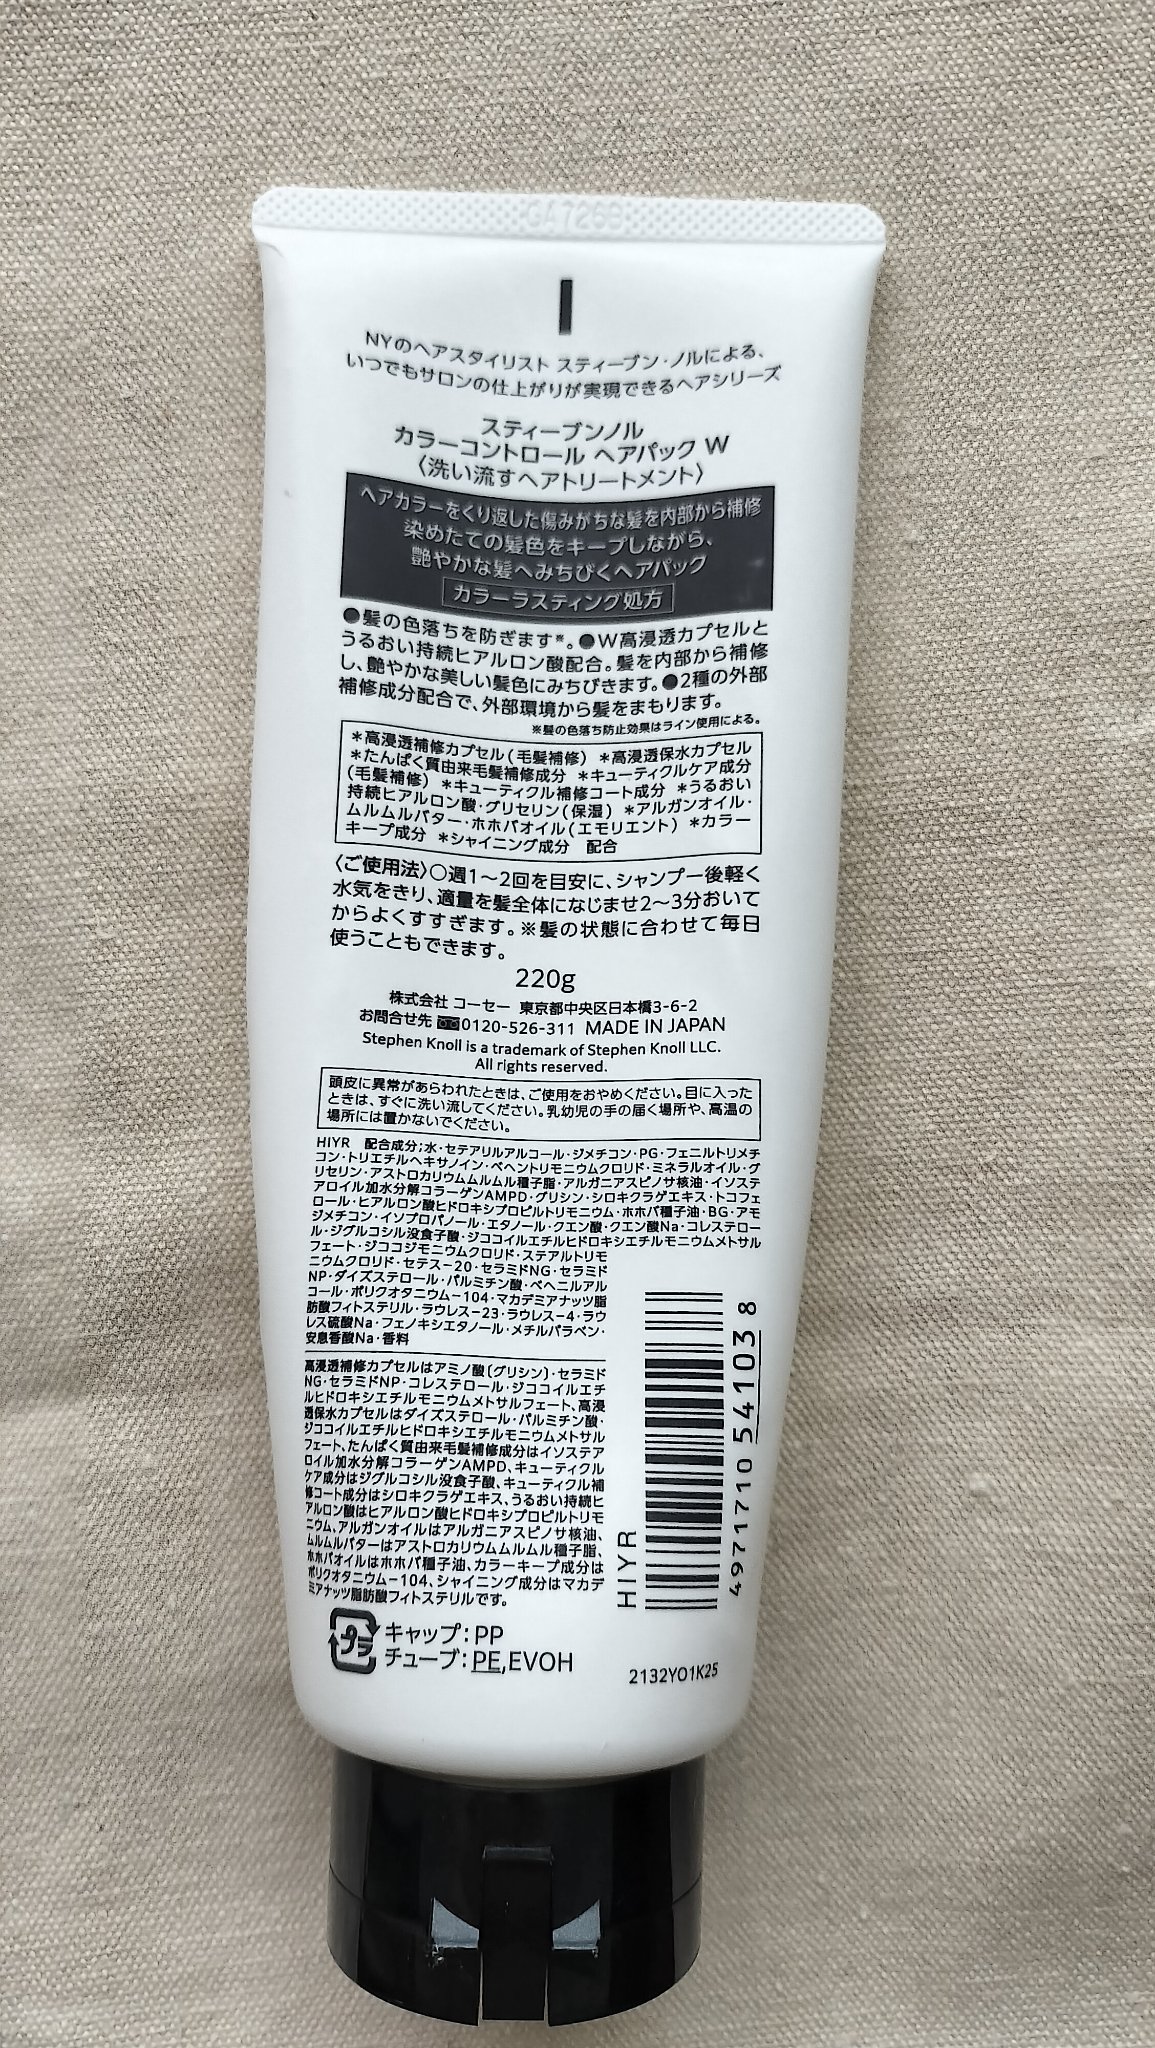 NYのヘアスタイリスト スティーブン・ノルによる、
いつでもサロンの仕上がりが実現できるヘアシリーズ
スティーブンノル
カラーコントロール ヘアパック W
〈洗い流すヘアトリートメント〉
ヘアカラーをくり返した傷みがちな髪を内部から補修
染めたての髪色をキープしながら、
艶やかな髪へみちびくヘアパック
カラーラスティング処方
●髪の色落ちを防ぎます*。●W高浸透カプセルと
うるおい持続ヒアルロン酸配合。髪を内部から補修
し、艶やかな美しい髪色にみちびきます。●2種の外部
補修成分配合で、外部環境から髪をまもります。
※髪の色落ち防止効果はライン使用による。
*高浸透補修カプセル(毛髪補修) *高浸透保水カプセル
*たんぱく質由来毛髪補修成分 *キューティクルケア成分
(毛髪補修) *キューティクル補修コート成分 *うるおい
持続ヒアルロン酸・グリセリン(保湿) *アルガンオイル・
ムルムルバター・ホホバオイル(エモリエント) *カラー
キープ成分 *シャイニング成分 配合
〈ご使用法〉○週1〜2回を目安に、シャンプー後軽く
水気をきり、適量を髪全体になじませ2〜3分おいて
からよくすすぎます。※髪の状態に合わせて毎日
使うこともできます。
220g
株式会社 コーセー 東京都中央区日本橋3-6-2
お問合せ先 0120-526-311 MADE IN JAPAN
Stephen Knoll is a trademark of Stephen Knoll LLC.
All rights reserved.
頭皮に異常があらわれたときは、ご使用をおやめください。目に入った
ときは、すぐに洗い流してください。乳幼児の手の届く場所や、高温の
場所には置かないでください。
HIYR 配合成分;水・セテアリルアルコール・ジメチコン・PG・フェニルトリメチ
コン・トリエチルヘキサノイン・ベヘントリモニウムクロリド・ミネラルオイル・グ
リセリン・アストロカリウムムルムル種子脂・アルガニアスピノサ核油・イソステ
アロイル加水分解コラーゲンAMPD・グリシン・シロキクラゲエキス・トコフェ
ロール・ヒアルロン酸ヒドロキシプロピルトリモニウム・ホホバ種子油・BG・アモ
ジメチコン・イソプロパノール・エタノール・クエン酸・クエン酸Na・コレステロー
ル・ジグルコシル没食子酸・ジココイルエチルヒドロキシエチルモニウムメトサル
フェート・ジココジモニウムクロリド・ステアルトリモ
ニウムクロリド・セテス-20・セラミドNG・セラミド
NP・ダイズステロール・パルミチン酸・ベヘニルアル
コール・ポリクオタニウム-104・マカデミアナッツ脂
肪酸フィトステリル・ラウレス-23・ラウレス-4・ラウ
レス硫酸Na・フェノキシエタノール・メチルパラベン・
安息香酸Na・香料
高浸透補修カプセルはアミノ酸(グリシン)・セラミド
NG・セラミドNP・コレステロール・ジココイルエチ
ルヒドロキシエチルモニウムメトサルフェート、高浸
透保水カプセルはダイズステロール・パルミチン酸・
ジココイルエチルヒドロキシエチルモニウムメトサル
フェート、たんぱく質由来毛髪補修成分はイソステア
ロイル加水分解コラーゲンAMPD、キューティクル
ケア成分はジグルコシル没食子酸、キューティクル補
修コート成分はシロキクラゲエキス、うるおい持続ヒ
アルロン酸はヒアルロン酸ヒドロキシプロピルトリモ
ニウム、アルガンオイルはアルガニアスピノサ核油、
ムルムルバターはアストロカリウムムルムル種子脂、
ホホバオイルはホホバ種子油、カラーキープ成分は
ポリクオタニウム-104、シャイニング成分はマカデ
ミアナッツ脂肪酸フィトステリルです。
HIYR
4971710 541038
プラ
キャップ:PP
チューブ:PE,EVOH
2132YO1K25